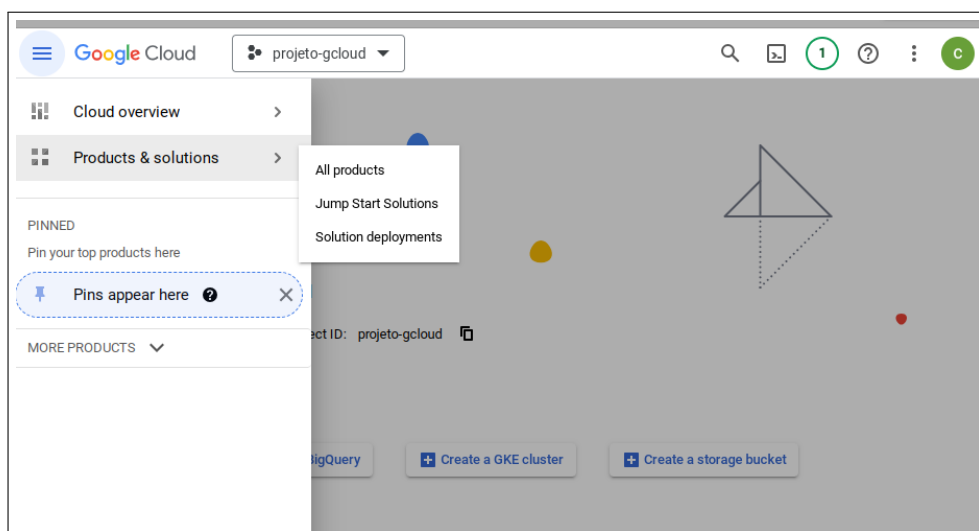 Google Cloud
projeto-gcloud
1
C
Cloud overview
Products & solutions
All products
Jump Start Solutions
Solution deployments
PINNED
Pin your top products here
Pins appear here
ect ID: projeto-gcloud
MORE PRODUCTS
BigQuery
Create a GKE cluster
Create a storage bucket